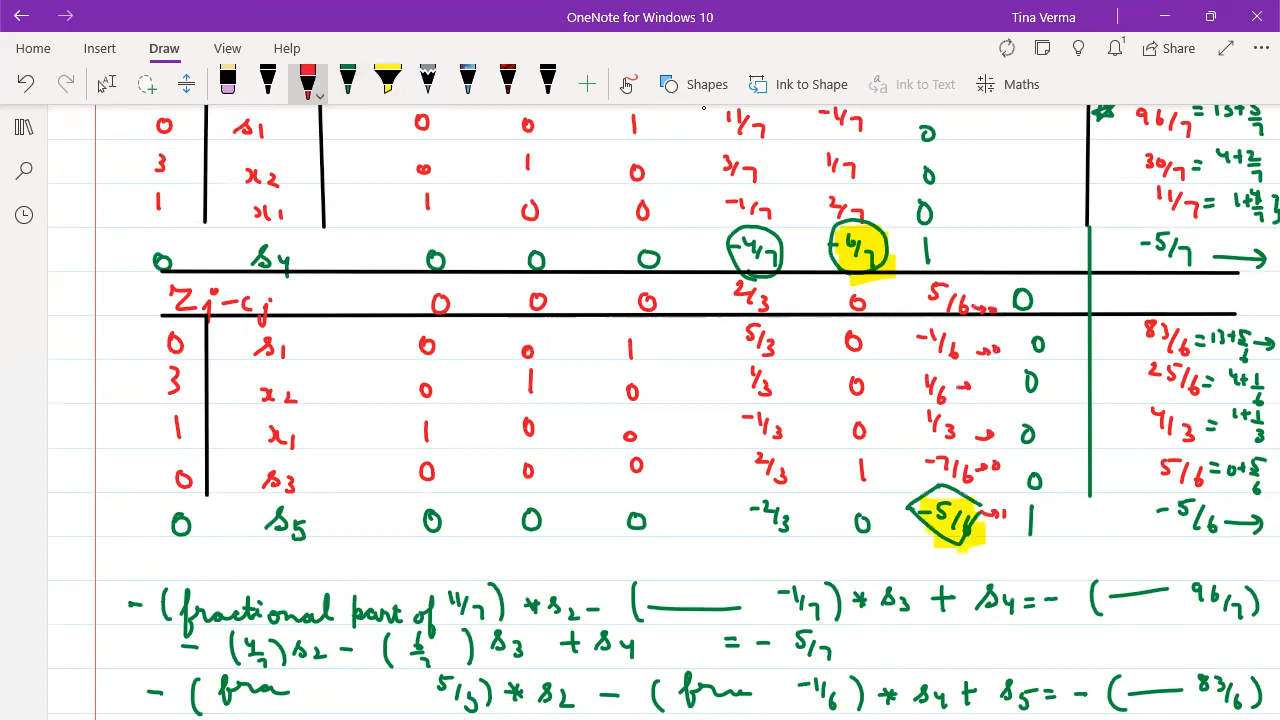 OneNote for Windows 10
Tina Verma
Home Insert Draw View Help
Share
Shapes Ink to Shape Ink to Text Maths
0 s1 0 0 1 11/7 -1/7 0 96/7 = 13+5/7
3 x2 0 1 0 3/7 1/7 0 30/7 = 4+2/7
1 x1 1 0 0 -1/7 2/7 0 11/7 = 1+4/7}
0 s4 0 0 0 -4/7 -6/7 1 -5/7 →
Zj-cj 0 0 0 2/3 0 5/6→0 0
0 s1 0 0 1 5/3 0 -1/6→0 0 83/6 = 13+5/6 →
3 x2 0 1 0 1/3 0 1/6→ 0 25/6 = 4+1/6
1 x1 1 0 0 -1/3 0 1/3 → 0 4/3 = 1+1/3
0 s3 0 0 0 2/3 1 -7/6→0 0 5/6 = 0+5/6
0 s5 0 0 0 -2/3 0 -5/6→1 1 -5/6 →
- (fractional part of 11/7) * s2 - (—— -1/7) * s3 + s4 = - (—— 96/7)
- (4/7) s2 - (6/7) s3 + s4 = - 5/7
- (fra 5/3) * s2 - (fra -1/6) * s4 + s5 = - (—— 83/6)